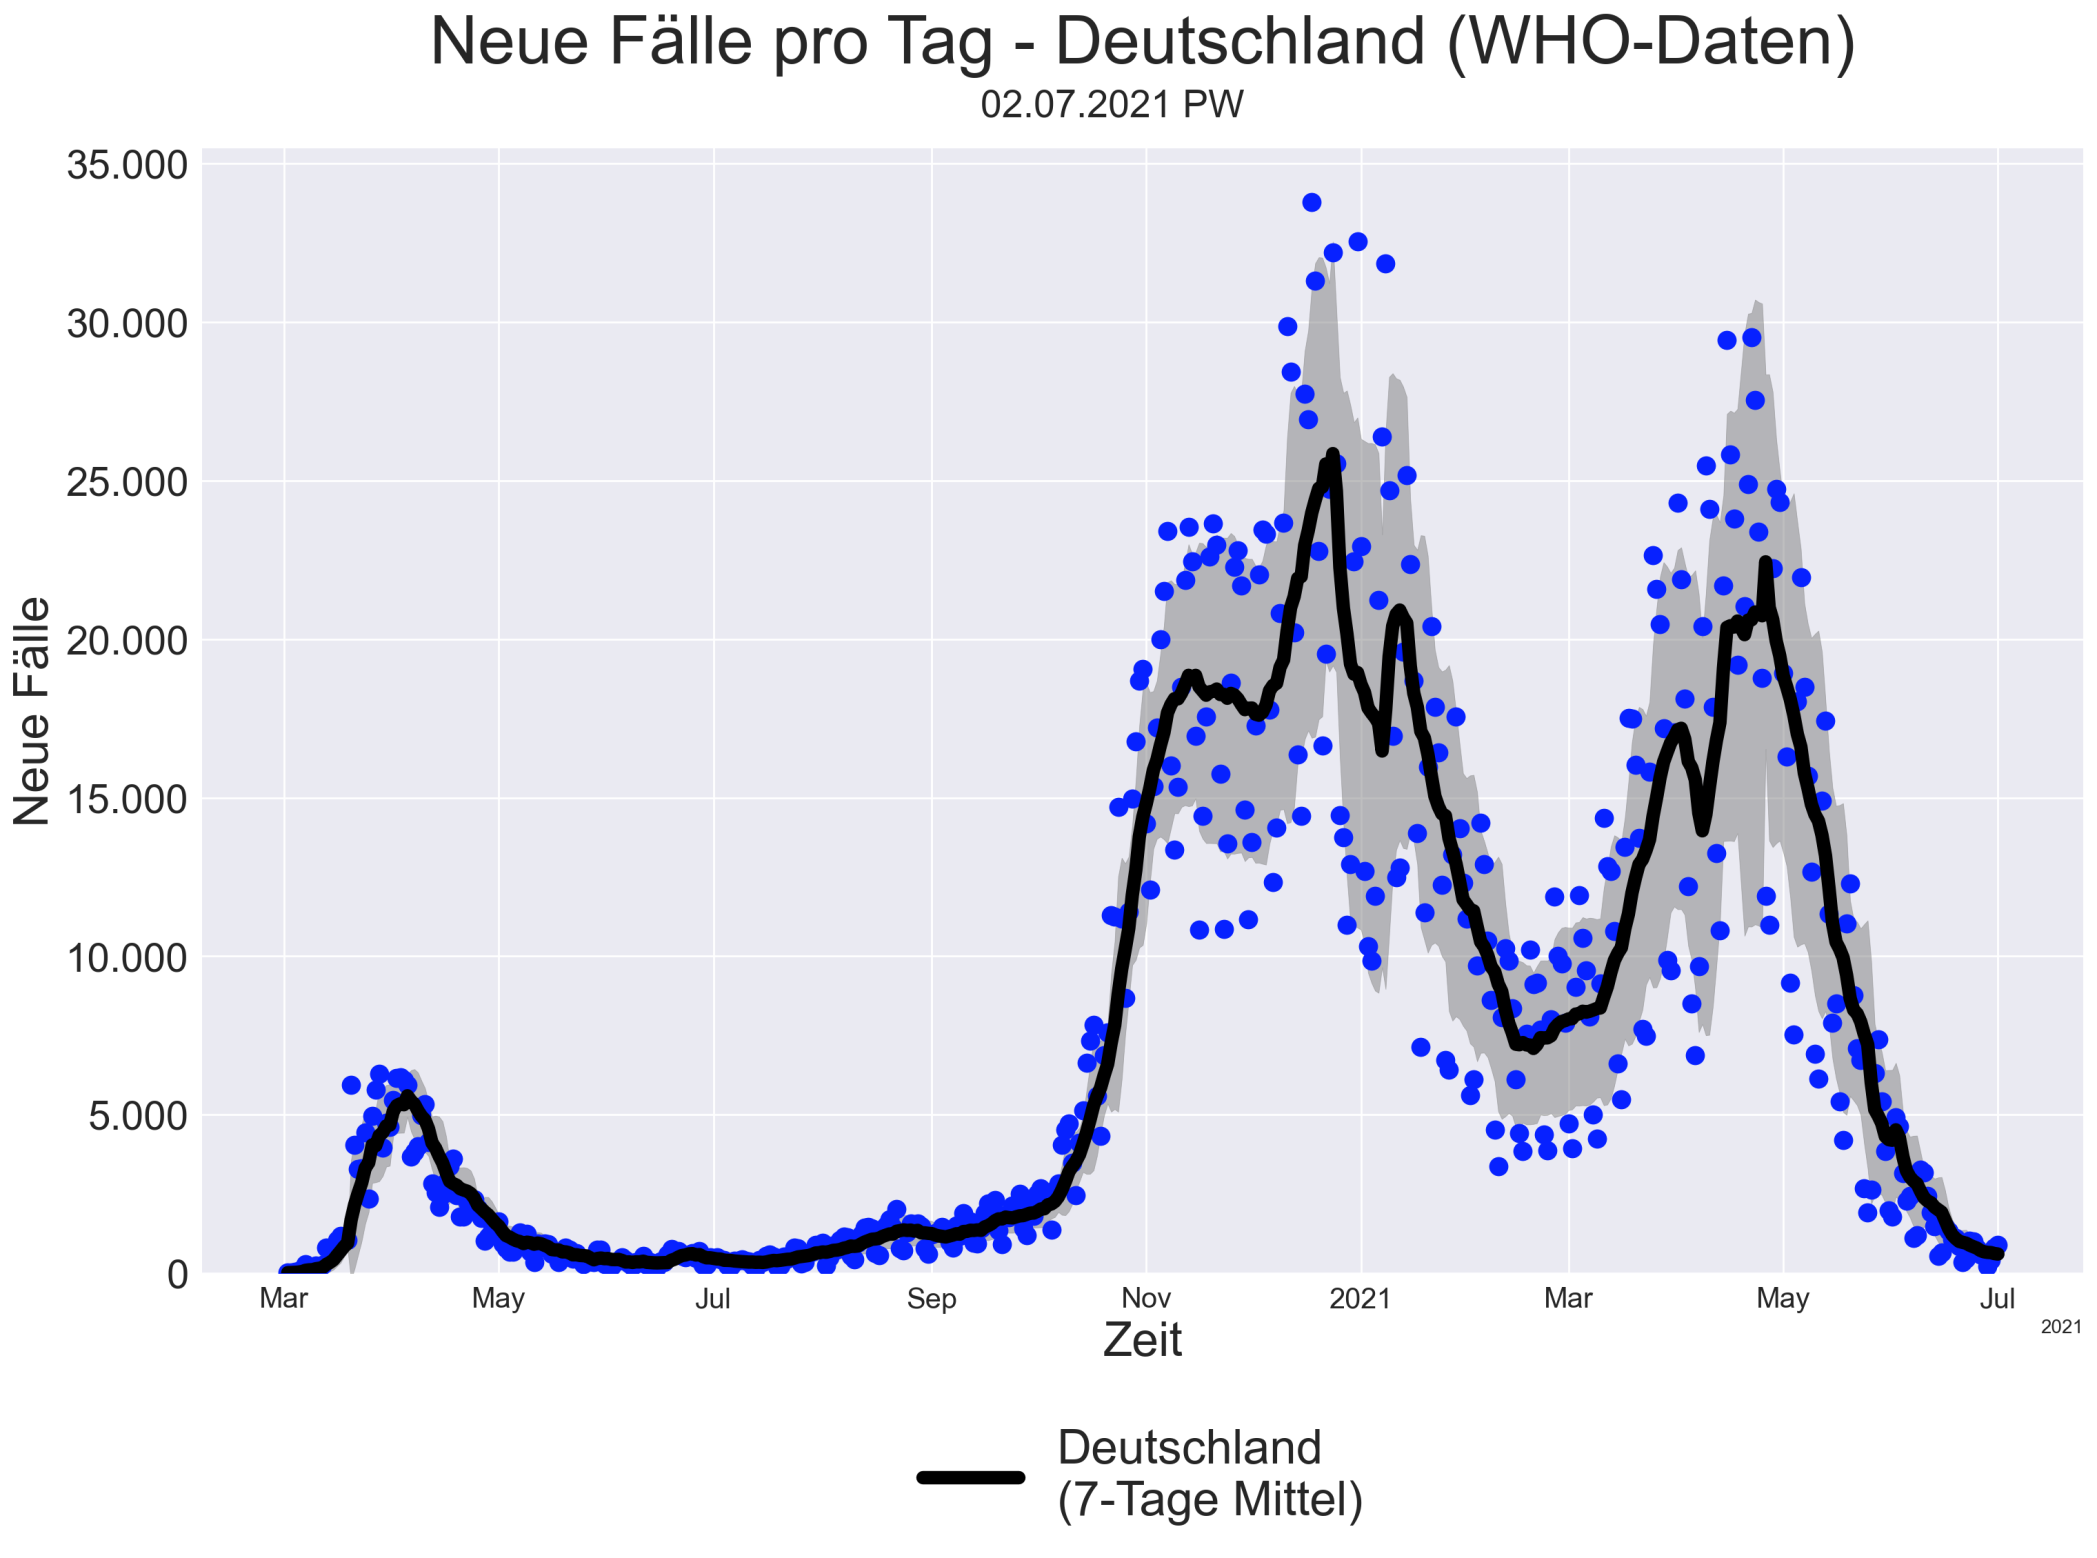 Neue Fälle pro Tag - Deutschland (WHO-Daten)
02.07.2021 PW
35.000
30.000
25.000
20.000
15.000
10.000
5.000
0
Neue Fälle
Mar May Jul Sep Nov 2021 Mar May Jul
2021
Zeit
Deutschland
(7-Tage Mittel)